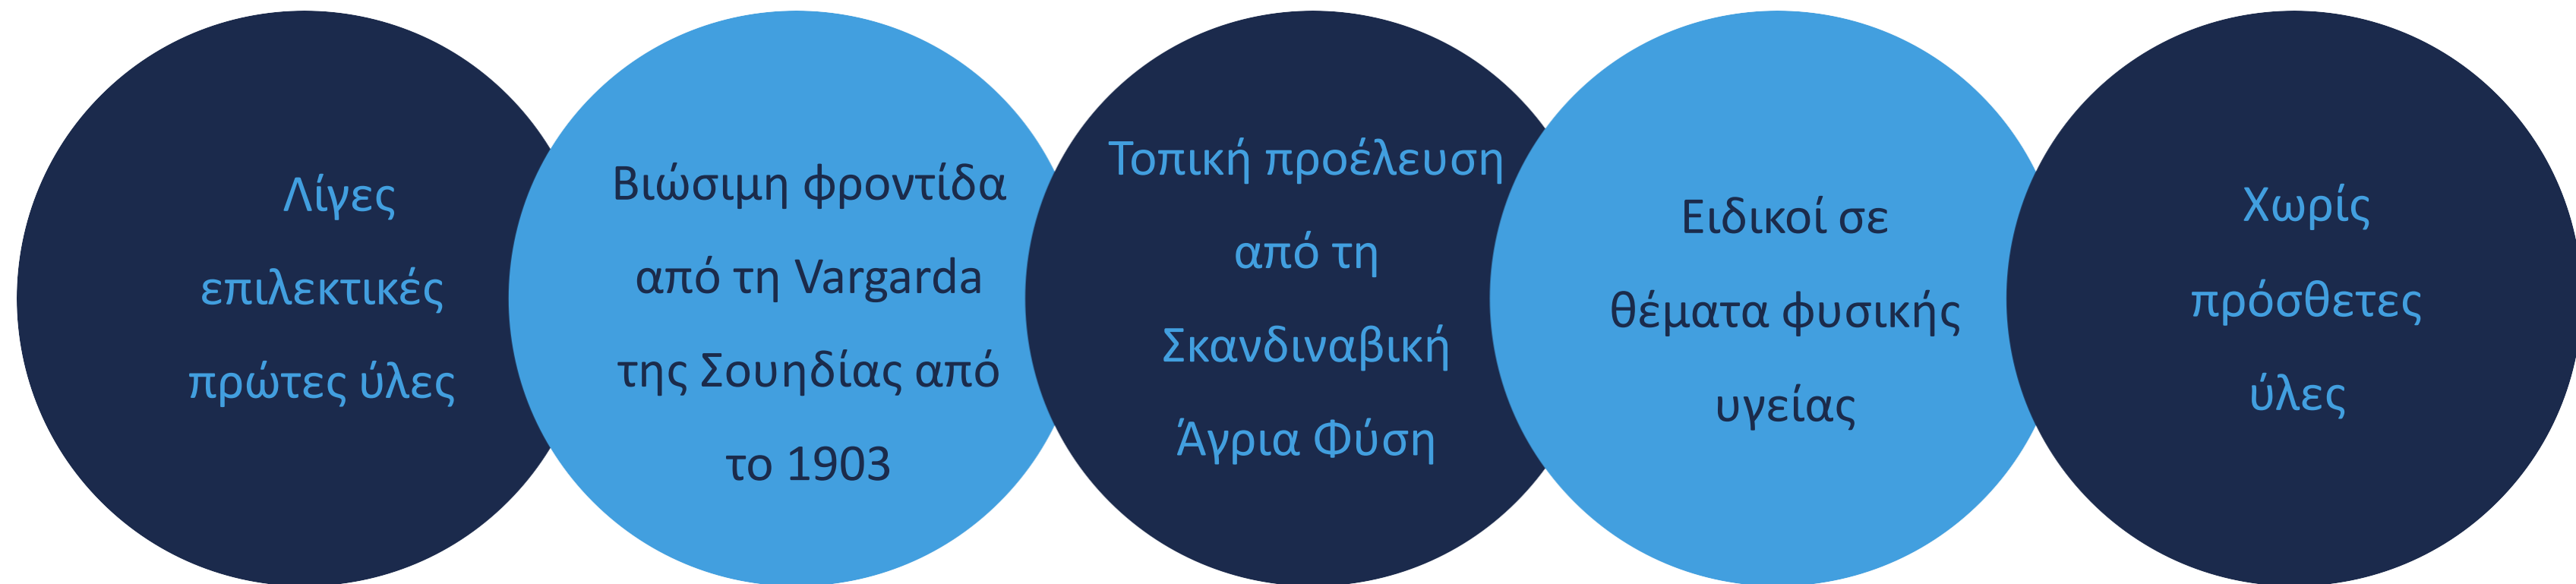 Λίγες
επιλεκτικές
πρώτες ύλες
Βιώσιμη φροντίδα
από τη Vargarda
της Σουηδίας από
το 1903
Τοπική προέλευση
από τη
Σκανδιναβική
Άγρια Φύση
Ειδικοί σε
θέματα φυσικής
υγείας
Χωρίς
πρόσθετες
ύλες